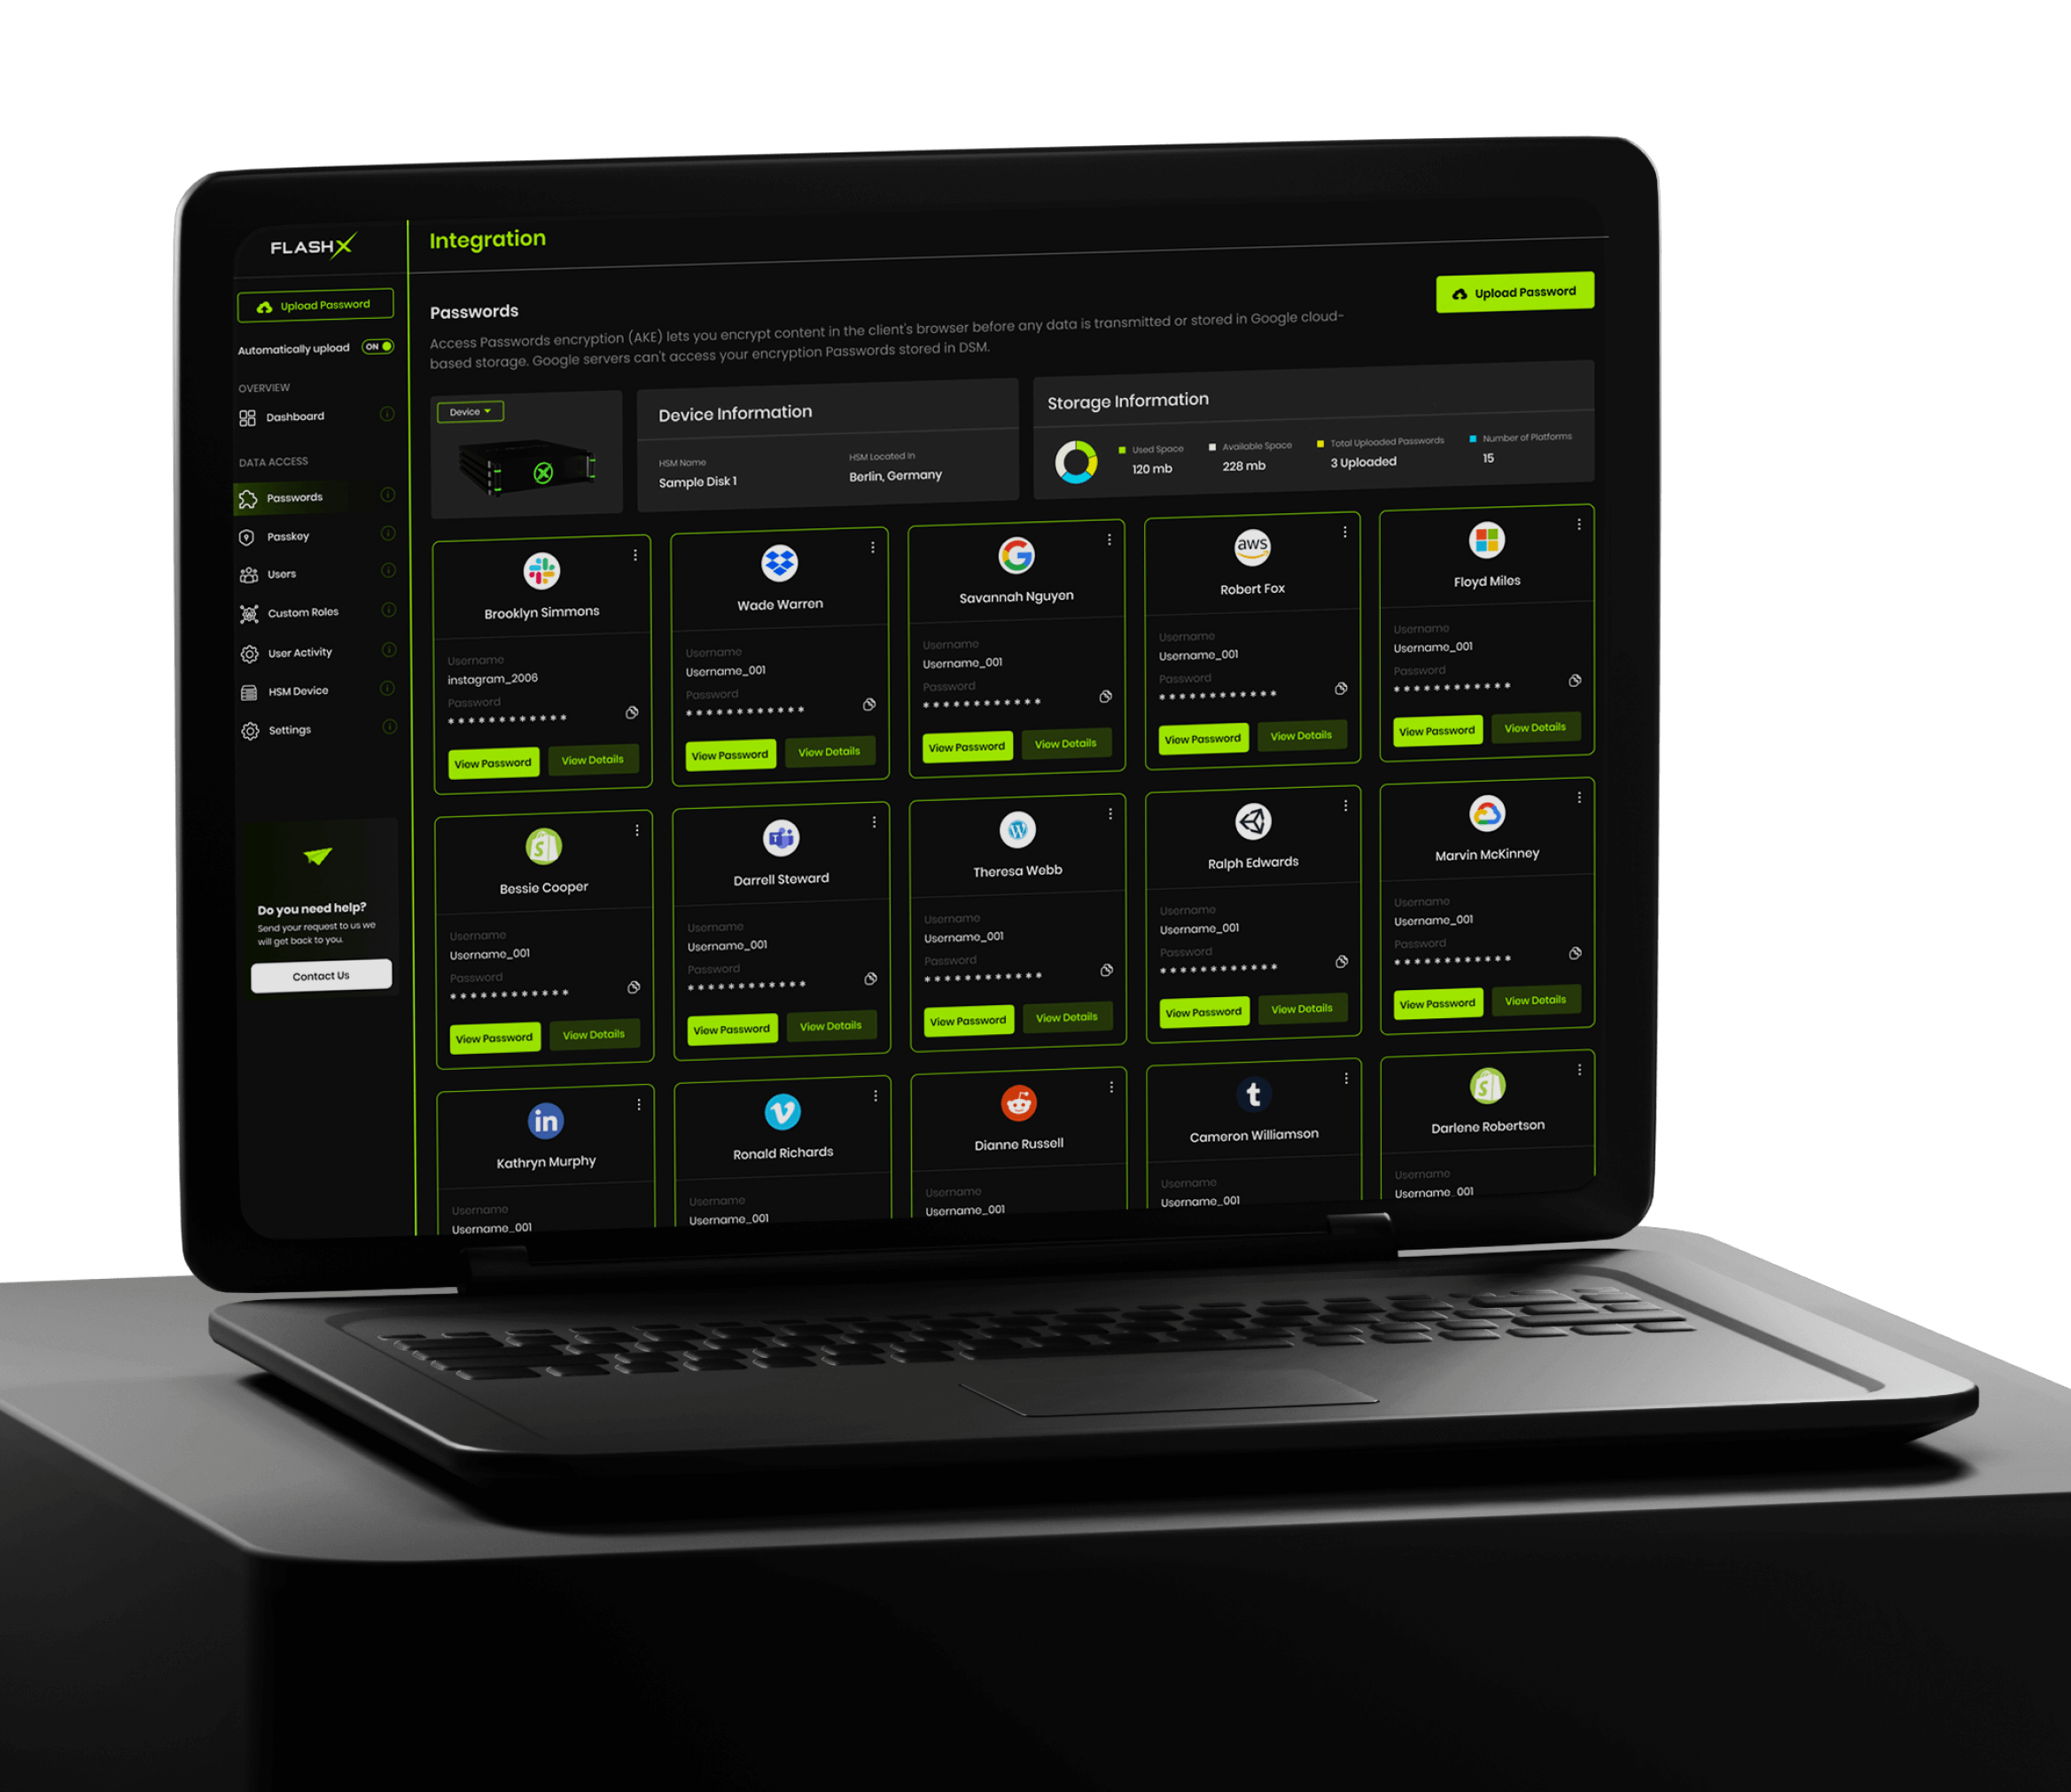 FLASHX
Upload Password
Automatically upload
ON
OVERVIEW
Dashboard
DATA ACCESS
Passwords
Passkey
Users
Custom Roles
User Activity
HSM Device
Settings
Do you need help?
Send your request to us we
will get back to you.
Contact Us
Integration
Passwords
Access Passwords encryption (AKE) lets you encrypt content in the client's browser before any data is transmitted or stored in Google cloud-
based storage. Google servers can't access your encryption Passwords stored in DSM.
Upload Password
Device
Device Information
HSM Name
Sample Disk 1
HSM Located In
Berlin, Germany
Storage Information
Used Space
120 mb
Available Space
228 mb
Total Uploaded Passwords
3 Uploaded
Number of Platforms
15
Brooklyn Simmons
Username
instagram_2006
Password
* * * * * * * * * * * *
View Password
View Details
Wade Warren
Username
Username_001
Password
* * * * * * * * * * * *
View Password
View Details
G
Savannah Nguyen
Username
Username_001
Password
* * * * * * * * * * * *
View Password
View Details
aws
Robert Fox
Username
Username_001
Password
* * * * * * * * * * * *
View Password
View Details
Floyd Miles
Username
Username_001
Password
* * * * * * * * * * * *
View Password
View Details
S
Bessie Cooper
Username
Username_001
Password
* * * * * * * * * * * *
View Password
View Details
T
Darrell Steward
Username
Username_001
Password
* * * * * * * * * * * *
View Password
View Details
W
Theresa Webb
Username
Username_001
Password
* * * * * * * * * * * *
View Password
View Details
Ralph Edwards
Username
Username_001
Password
* * * * * * * * * * * *
View Password
View Details
Marvin McKinney
Username
Username_001
Password
* * * * * * * * * * * *
View Password
View Details
in
Kathryn Murphy
Username
Username_001
v
Ronald Richards
Username
Username_001
Dianne Russell
Username
Username_001
t
Cameron Williamson
Username
Username_001
S
Darlene Robertson
Username
Username_001